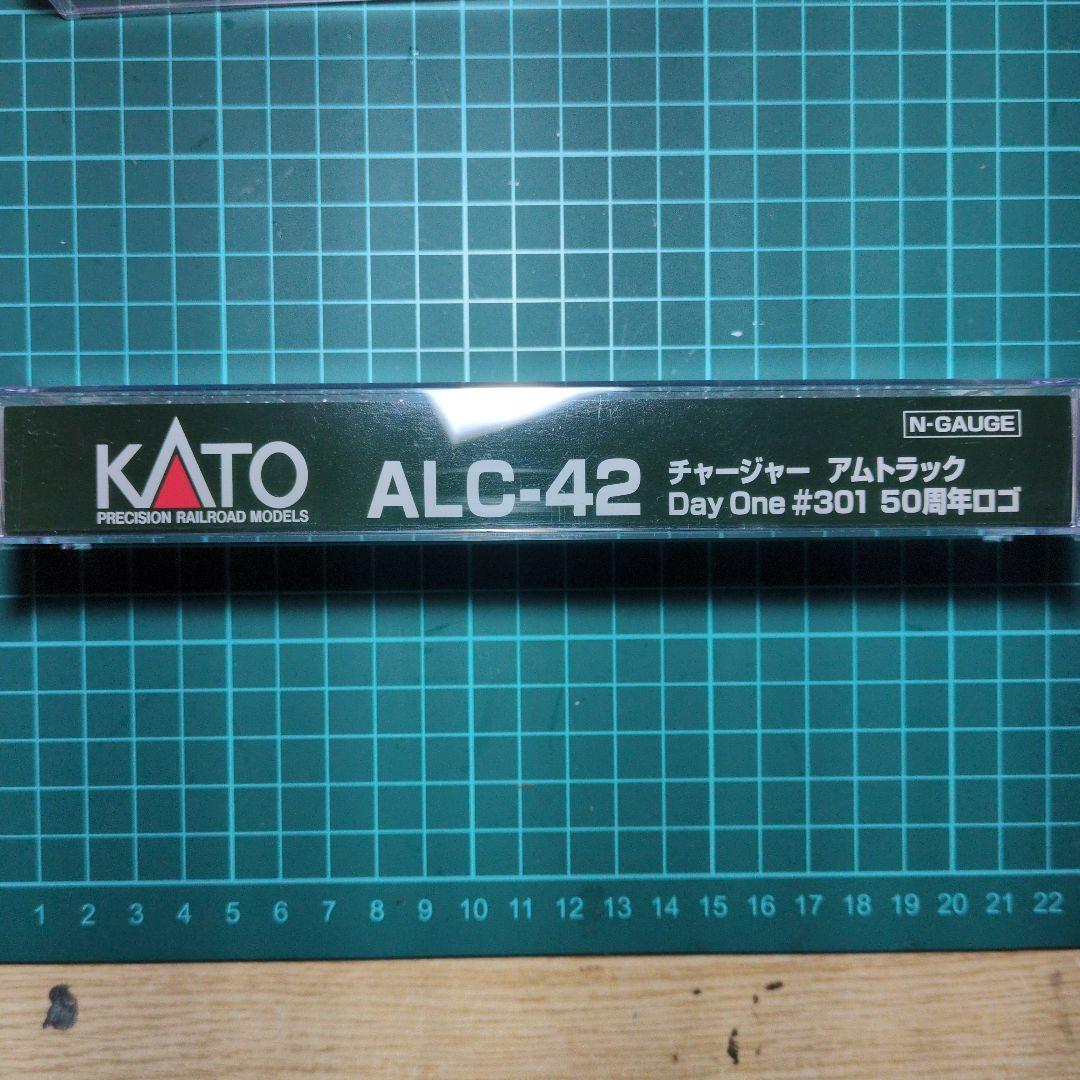 N-GAUGE
KATO
PRECISION RAILROAD MODELS
ALC-42
チャージャー アムトラック
Day One #301 50周年ロゴ
1 2 3 4 5 6 7 8 9 10 11 12 13 14 15 16 17 18 19 20 21 22